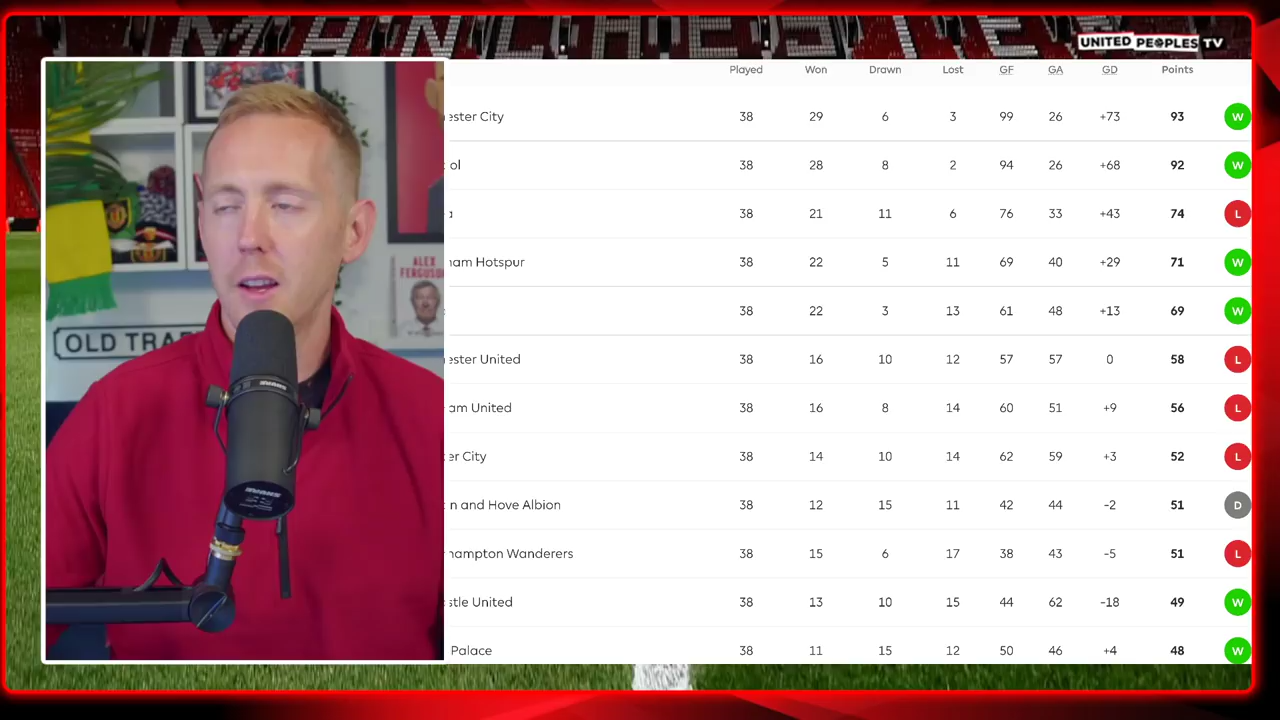 MANCHESTE
UNITED PEOPLES TV
Played Won Drawn Lost GF GA GD Points
ester City 38 29 6 3 99 26 +73 93 W
ol 38 28 8 2 94 26 +68 92 W
a 38 21 11 6 76 33 +43 74 L
ham Hotspur 38 22 5 11 69 40 +29 71 W
38 22 3 13 61 48 +13 69 W
ester United 38 16 10 12 57 57 0 58 L
am United 38 16 8 14 60 51 +9 56 L
er City 38 14 10 14 62 59 +3 52 L
n and Hove Albion 38 12 15 11 42 44 -2 51 D
hampton Wanderers 38 15 6 17 38 43 -5 51 L
stle United 38 13 10 15 44 62 -18 49 W
Palace 38 11 15 12 50 46 +4 48 W
ALEX
FERGUSON
OLD TRA
SHURE
SHURE